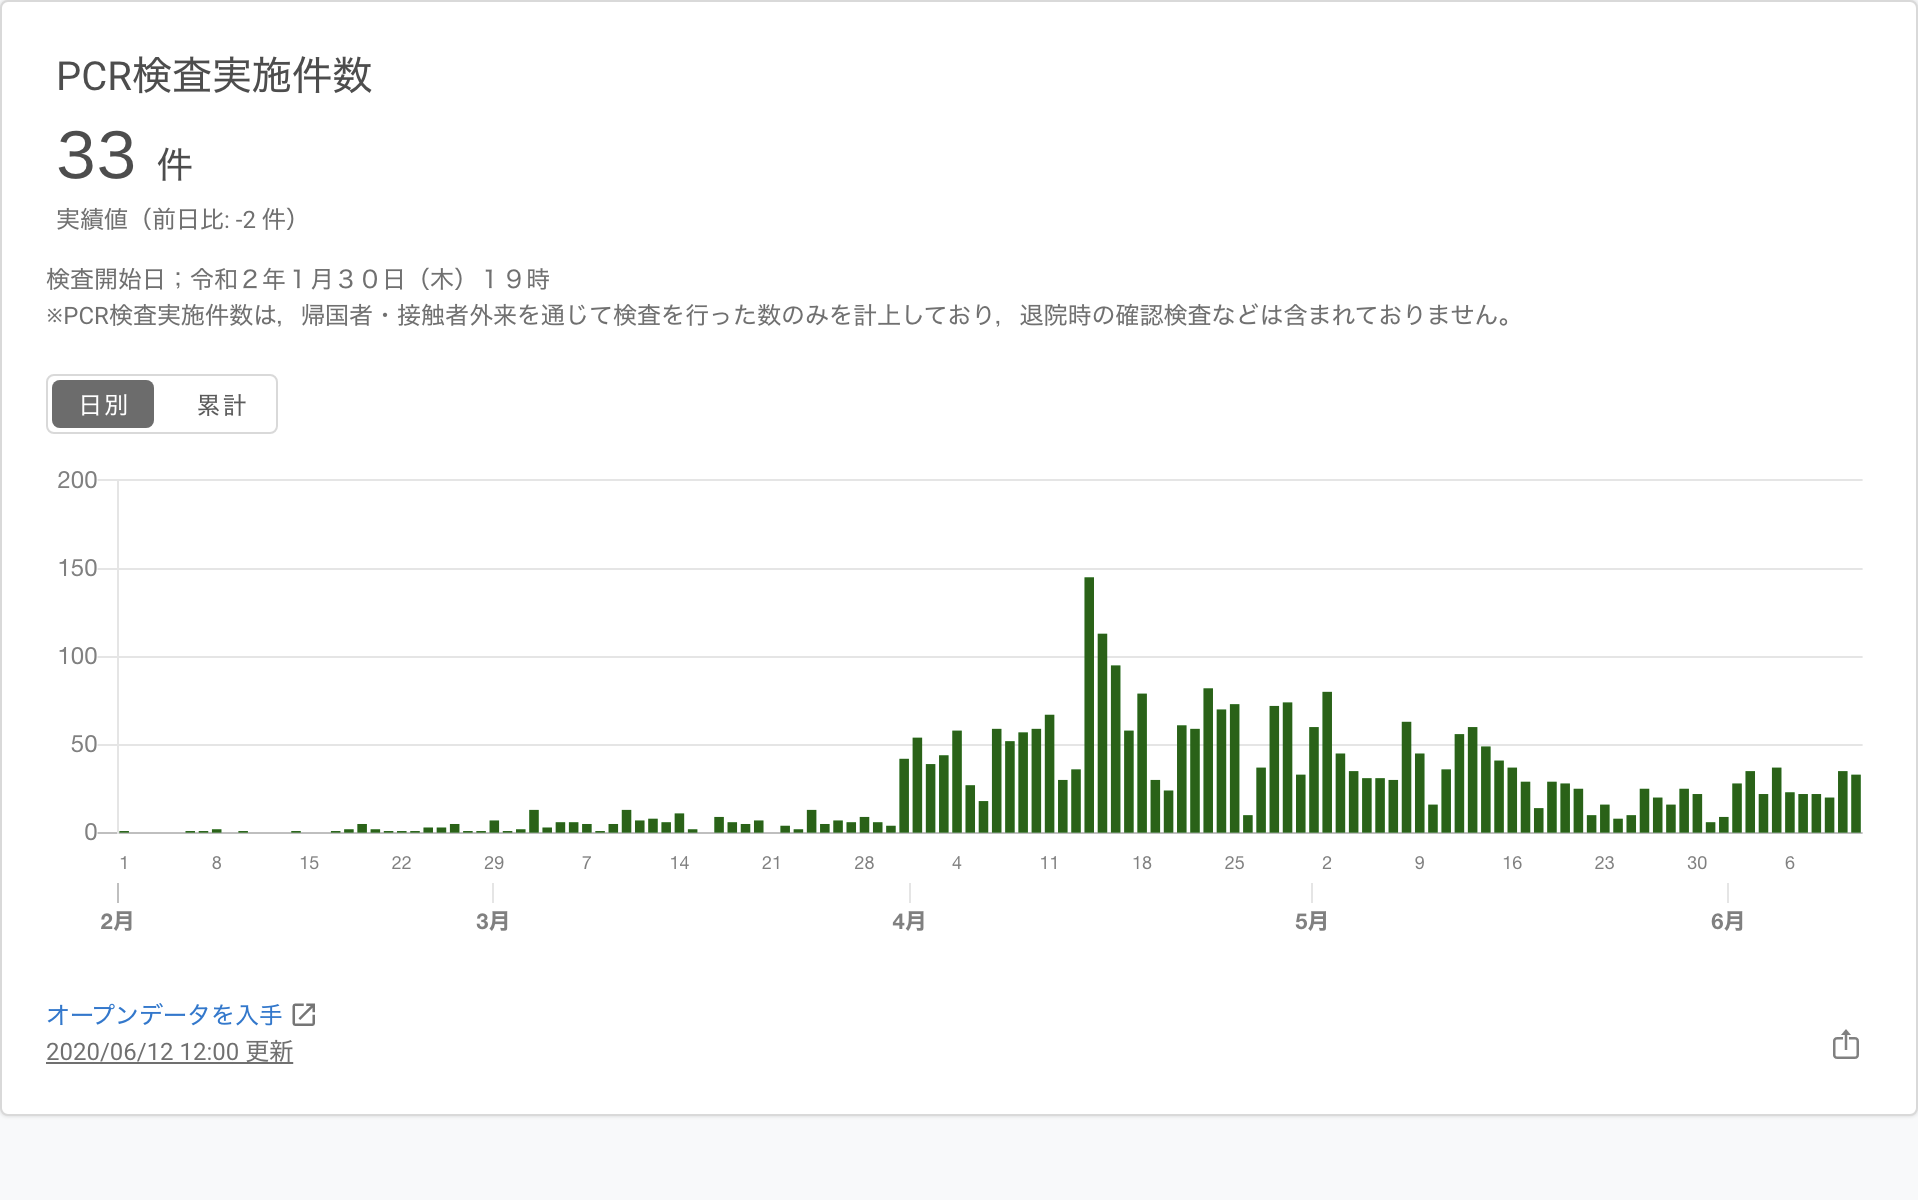 PCR検査実施件数
33 件
実績値（前日比: -2 件）
検査開始日；令和２年１月３０日（木）１９時
※PCR検査実施件数は，帰国者・接触者外来を通じて検査を行った数のみを計上しており，退院時の確認検査などは含まれておりません。
日別 累計
200
150
100
50
0
1 8 15 22 29 7 14 21 28 4 11 18 25 2 9 16 23 30 6
2月 3月 4月 5月 6月
オープンデータを入手
2020/06/12 12:00 更新